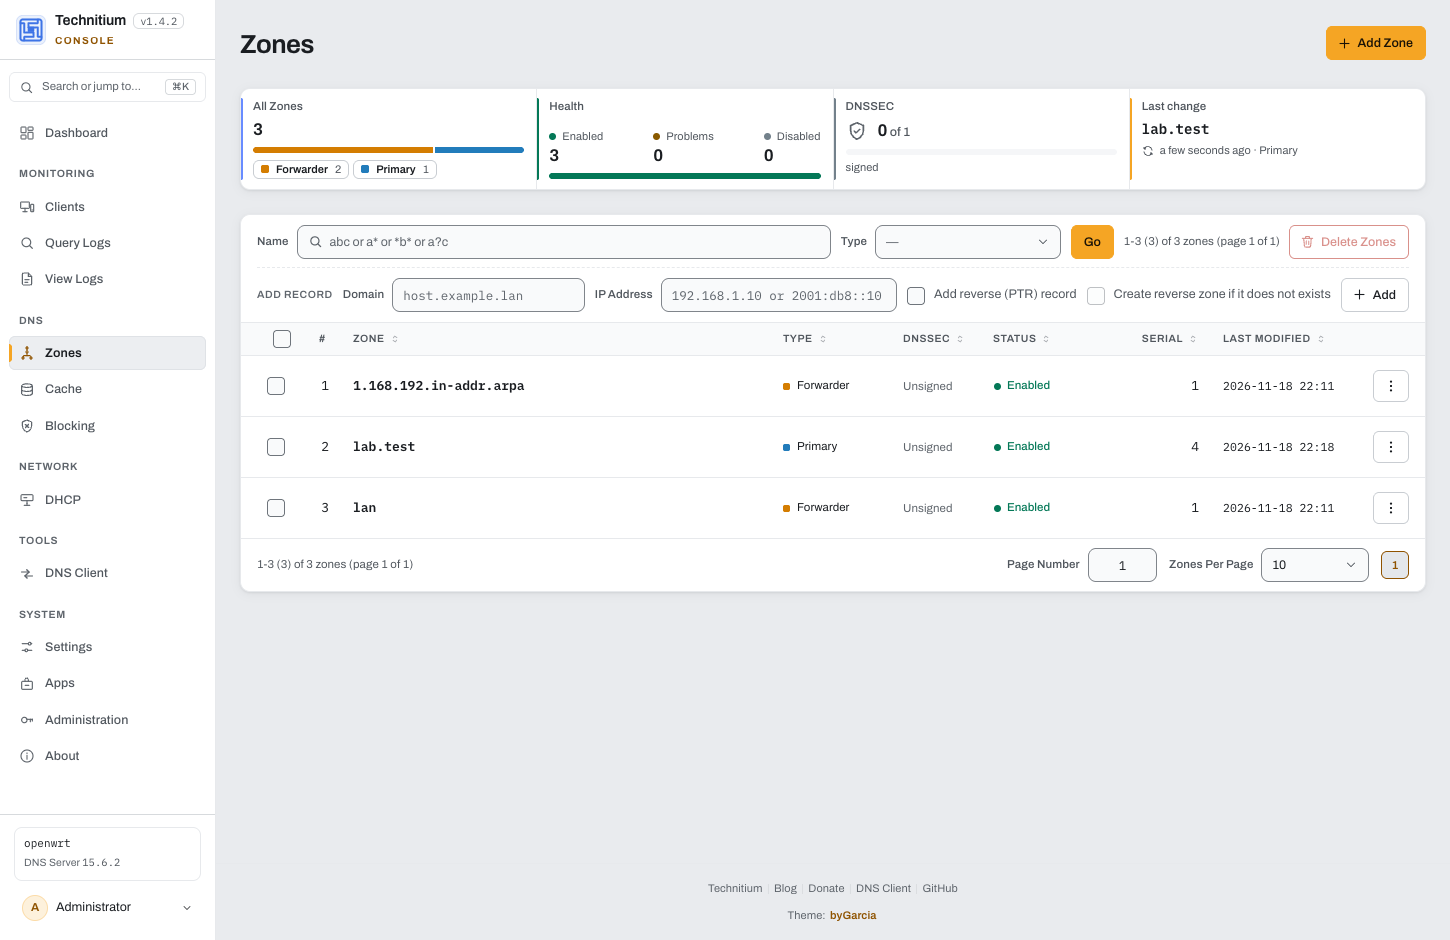 Technitium v1.4.2
CONSOLE
Search or jump to... ⌘K
Dashboard
MONITORING
Clients
Query Logs
View Logs
DNS
Zones
Cache
Blocking
NETWORK
DHCP
TOOLS
DNS Client
SYSTEM
Settings
Apps
Administration
About
openwrt
DNS Server 15.6.2
A Administrator
Zones
+ Add Zone
All Zones
3
Forwarder 2 Primary 1
Health
Enabled Problems Disabled
3 0 0
DNSSEC
0 of 1
signed
Last change
lab.test
a few seconds ago · Primary
Name abc or a* or *b* or a?c Type — Go 1-3 (3) of 3 zones (page 1 of 1) Delete Zones
ADD RECORD Domain host.example.lan IP Address 192.168.1.10 or 2001:db8::10 Add reverse (PTR) record Create reverse zone if it does not exists + Add
# ZONE TYPE DNSSEC STATUS SERIAL LAST MODIFIED
1 1.168.192.in-addr.arpa Forwarder Unsigned Enabled 1 2026-11-18 22:11
2 lab.test Primary Unsigned Enabled 4 2026-11-18 22:18
3 lan Forwarder Unsigned Enabled 1 2026-11-18 22:11
1-3 (3) of 3 zones (page 1 of 1) Page Number 1 Zones Per Page 10 1
Technitium | Blog | Donate | DNS Client | GitHub
Theme: byGarcia